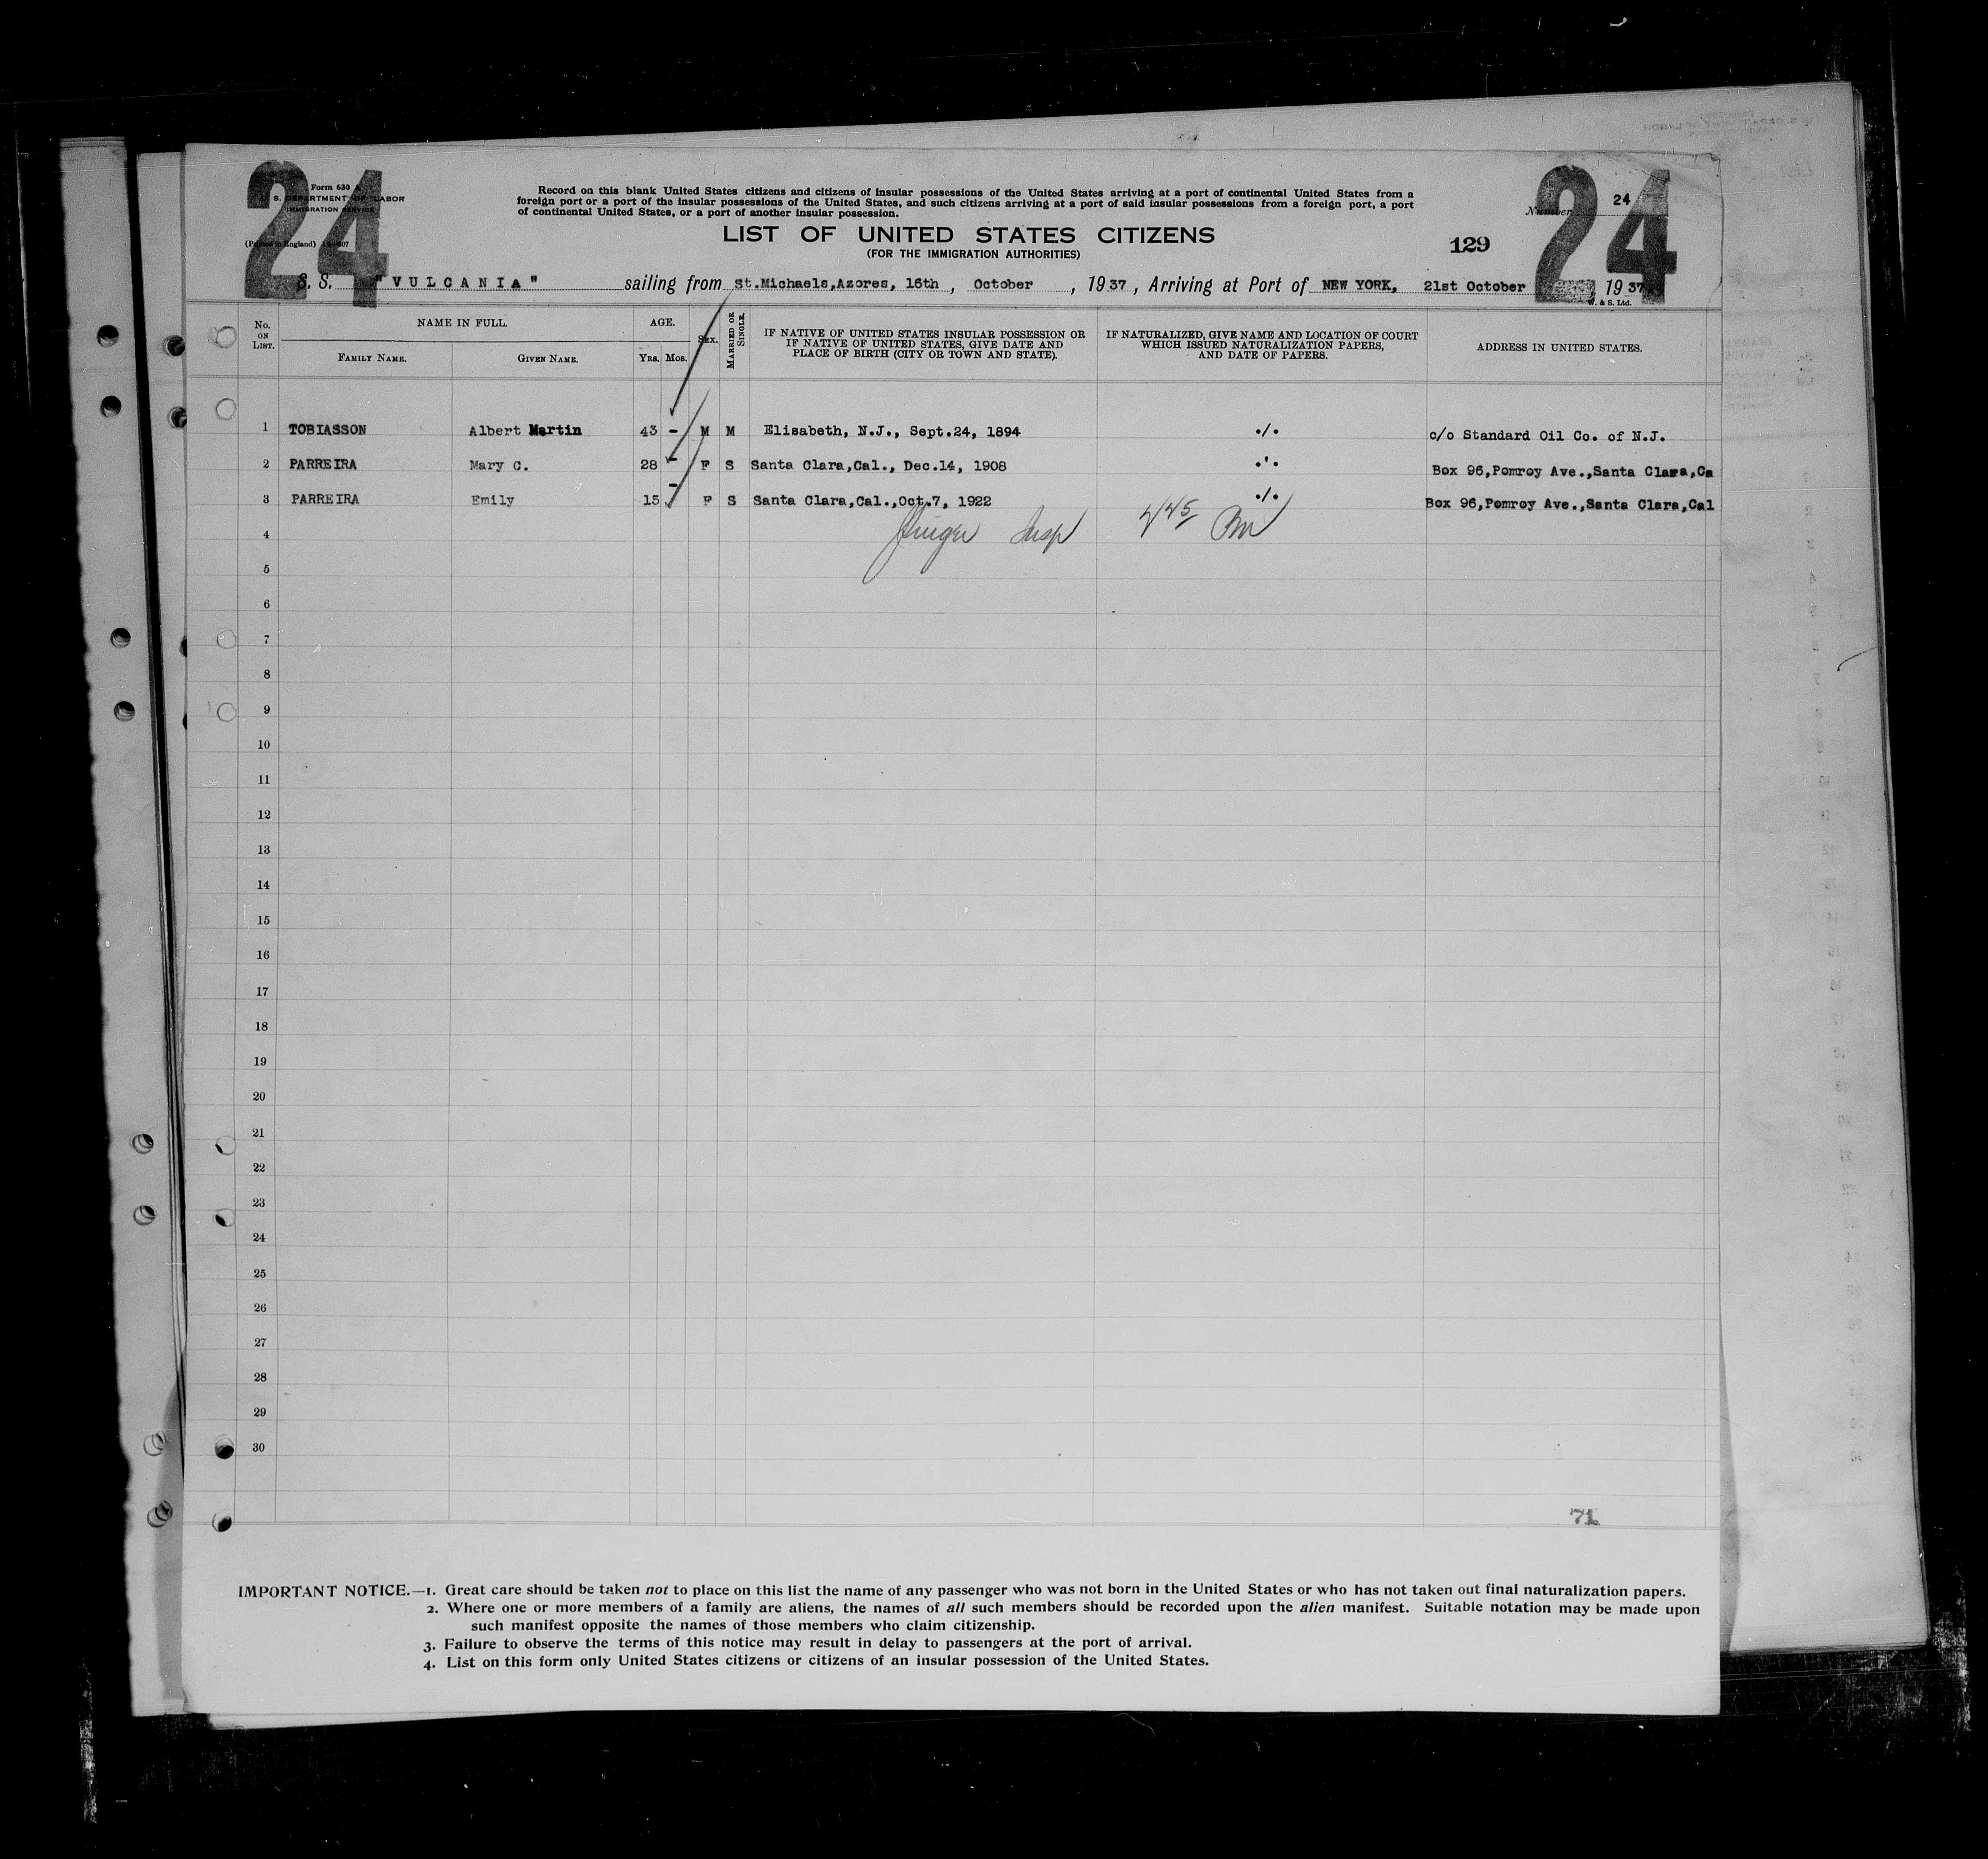 24
24
Form 630
U. S. DEPARTMENT OF LABOR
IMMIGRATION SERVICE
(Printed in England)
Record on this blank United States citizens and citizens of insular possessions of the United States arriving at a port of continental United States from a
foreign port or a port of the insular possessions of the United States, and such citizens arriving at a port of said insular possessions from a foreign port, a port
of continental United States, or a port of another insular possession.
Number 24
LIST OF UNITED STATES CITIZENS
(FOR THE IMMIGRATION AUTHORITIES)
129
S. S. "VULCANIA" sailing from St.Michaels,Azores, 16th, October, 1937, Arriving at Port of NEW YORK, 21st October 1937
W. & S. Ltd.
No. ON LIST.
NAME IN FULL.
FAMILY NAME.
GIVEN NAME.
AGE.
YRS. MOS.
SEX.
MARRIED OR SINGLE.
IF NATIVE OF UNITED STATES INSULAR POSSESSION OR
IF NATIVE OF UNITED STATES, GIVE DATE AND
PLACE OF BIRTH (CITY OR TOWN AND STATE).
IF NATURALIZED, GIVE NAME AND LOCATION OF COURT
WHICH ISSUED NATURALIZATION PAPERS,
AND DATE OF PAPERS.
ADDRESS IN UNITED STATES.
1 TOBIASSON Albert Martin 43 - M M Elisabeth, N.J., Sept.24, 1894 ./. c/o Standard Oil Co. of N.J.
2 PARREIRA Mary C. 28 - F S Santa Clara,Cal., Dec.14, 1908 .'. Box 96,Pomroy Ave.,Santa Clara,Ca
3 PARREIRA Emily 15 - F S Santa Clara,Cal.,Oct.7, 1922 ./. Box 96,Pomroy Ave.,Santa Clara,Cal
Insp
4
5
6
7
8
9
10
11
12
13
14
15
16
17
18
19
20
21
22
23
24
25
26
27
28
29
30
71
IMPORTANT NOTICE.—1. Great care should be taken not to place on this list the name of any passenger who was not born in the United States or who has not taken out final naturalization papers.
2. Where one or more members of a family are aliens, the names of all such members should be recorded upon the alien manifest. Suitable notation may be made upon
such manifest opposite the names of those members who claim citizenship.
3. Failure to observe the terms of this notice may result in delay to passengers at the port of arrival.
4. List on this form only United States citizens or citizens of an insular possession of the United States.